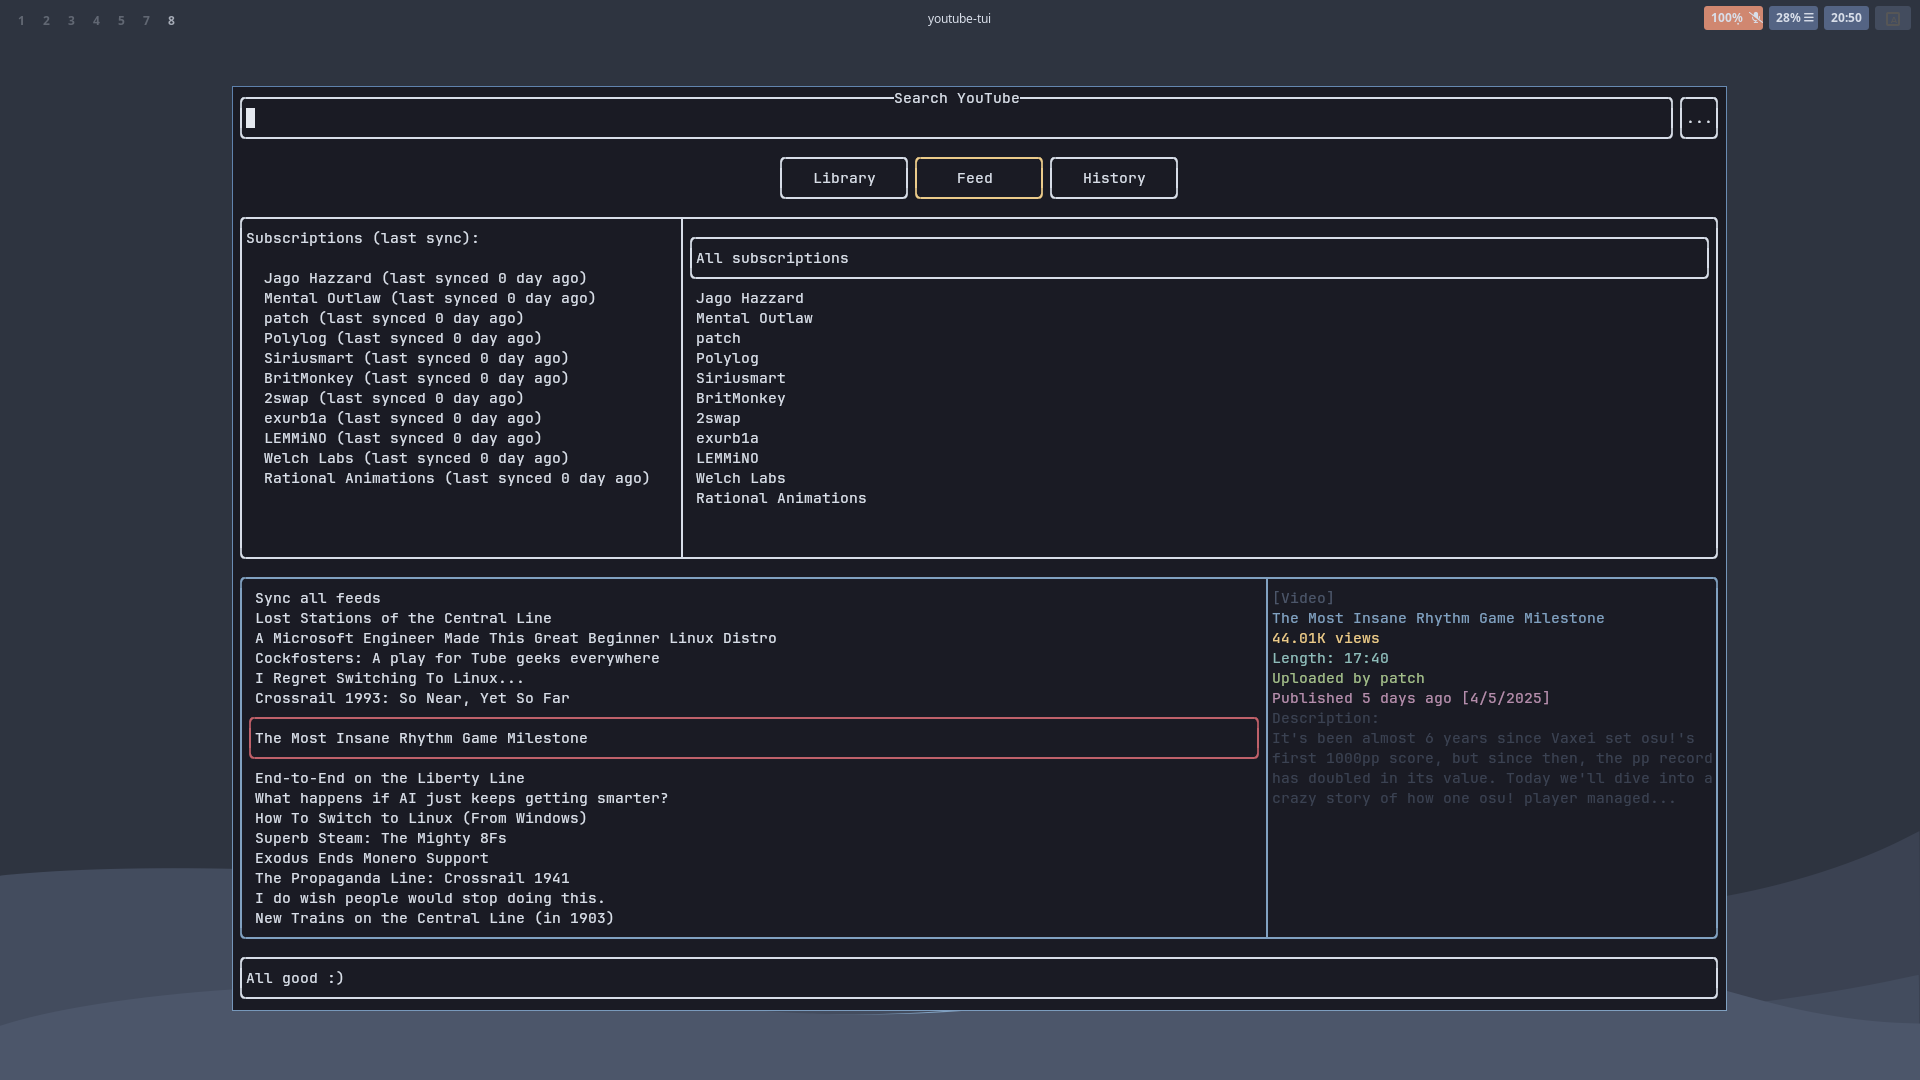 1 2 3 4 5 7 8
youtube-tui
100% 28% 20:50
Search YouTube
...
Library Feed History
Subscriptions (last sync):
Jago Hazzard (last synced 0 day ago)
Mental Outlaw (last synced 0 day ago)
patch (last synced 0 day ago)
Polylog (last synced 0 day ago)
Siriusmart (last synced 0 day ago)
BritMonkey (last synced 0 day ago)
2swap (last synced 0 day ago)
exurb1a (last synced 0 day ago)
LEMMiNO (last synced 0 day ago)
Welch Labs (last synced 0 day ago)
Rational Animations (last synced 0 day ago)
All subscriptions
Jago Hazzard
Mental Outlaw
patch
Polylog
Siriusmart
BritMonkey
2swap
exurb1a
LEMMiNO
Welch Labs
Rational Animations
Sync all feeds
Lost Stations of the Central Line
A Microsoft Engineer Made This Great Beginner Linux Distro
Cockfosters: A play for Tube geeks everywhere
I Regret Switching To Linux...
Crossrail 1993: So Near, Yet So Far
The Most Insane Rhythm Game Milestone
End-to-End on the Liberty Line
What happens if AI just keeps getting smarter?
How To Switch to Linux (From Windows)
Superb Steam: The Mighty 8Fs
Exodus Ends Monero Support
The Propaganda Line: Crossrail 1941
I do wish people would stop doing this.
New Trains on the Central Line (in 1903)
[Video]
The Most Insane Rhythm Game Milestone
44.01K views
Length: 17:40
Uploaded by patch
Published 5 days ago [4/5/2025]
Description:
It's been almost 6 years since Vaxei set osu!'s
first 1000pp score, but since then, the pp record
has doubled in its value. Today we'll dive into a
crazy story of how one osu! player managed...
All good :)